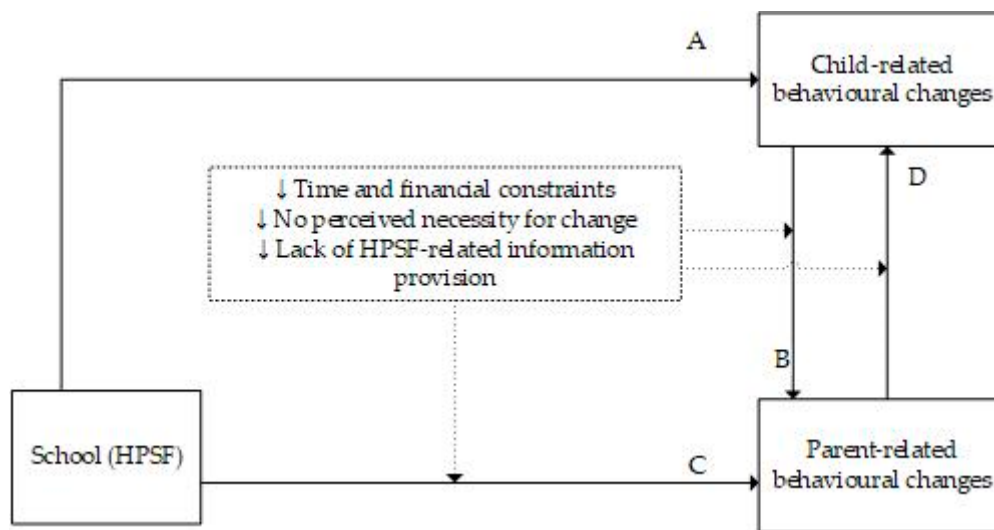 A
Child-related
behavioural changes
D
↓ Time and financial constraints
↓ No perceived necessity for change
↓ Lack of HPSF-related information
provision
B
School (HPSF)
C
Parent-related
behavioural changes